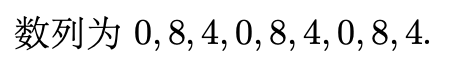 数列为 0, 8, 4, 0, 8, 4, 0, 8, 4.